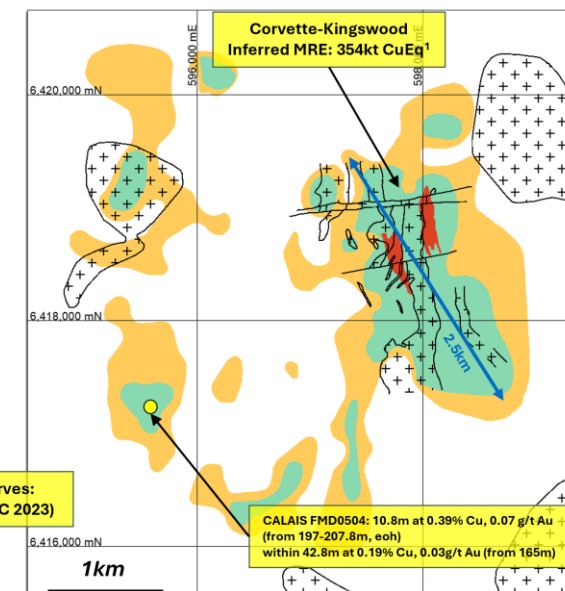 Corvette-Kingswood
Inferred MRE: 354kt CuEq¹
596,000 mE
598,
6,420,000 mN
6,418,000 mN
2.5km
rves:
C 2023)
CALAIS FMD0504: 10.8m at 0.39% Cu, 0.07 g/t Au
(from 197-207.8m, eoh)
within 42.8m at 0.19% Cu, 0.03g/t Au (from 165m)
6,416,000 mN
1km